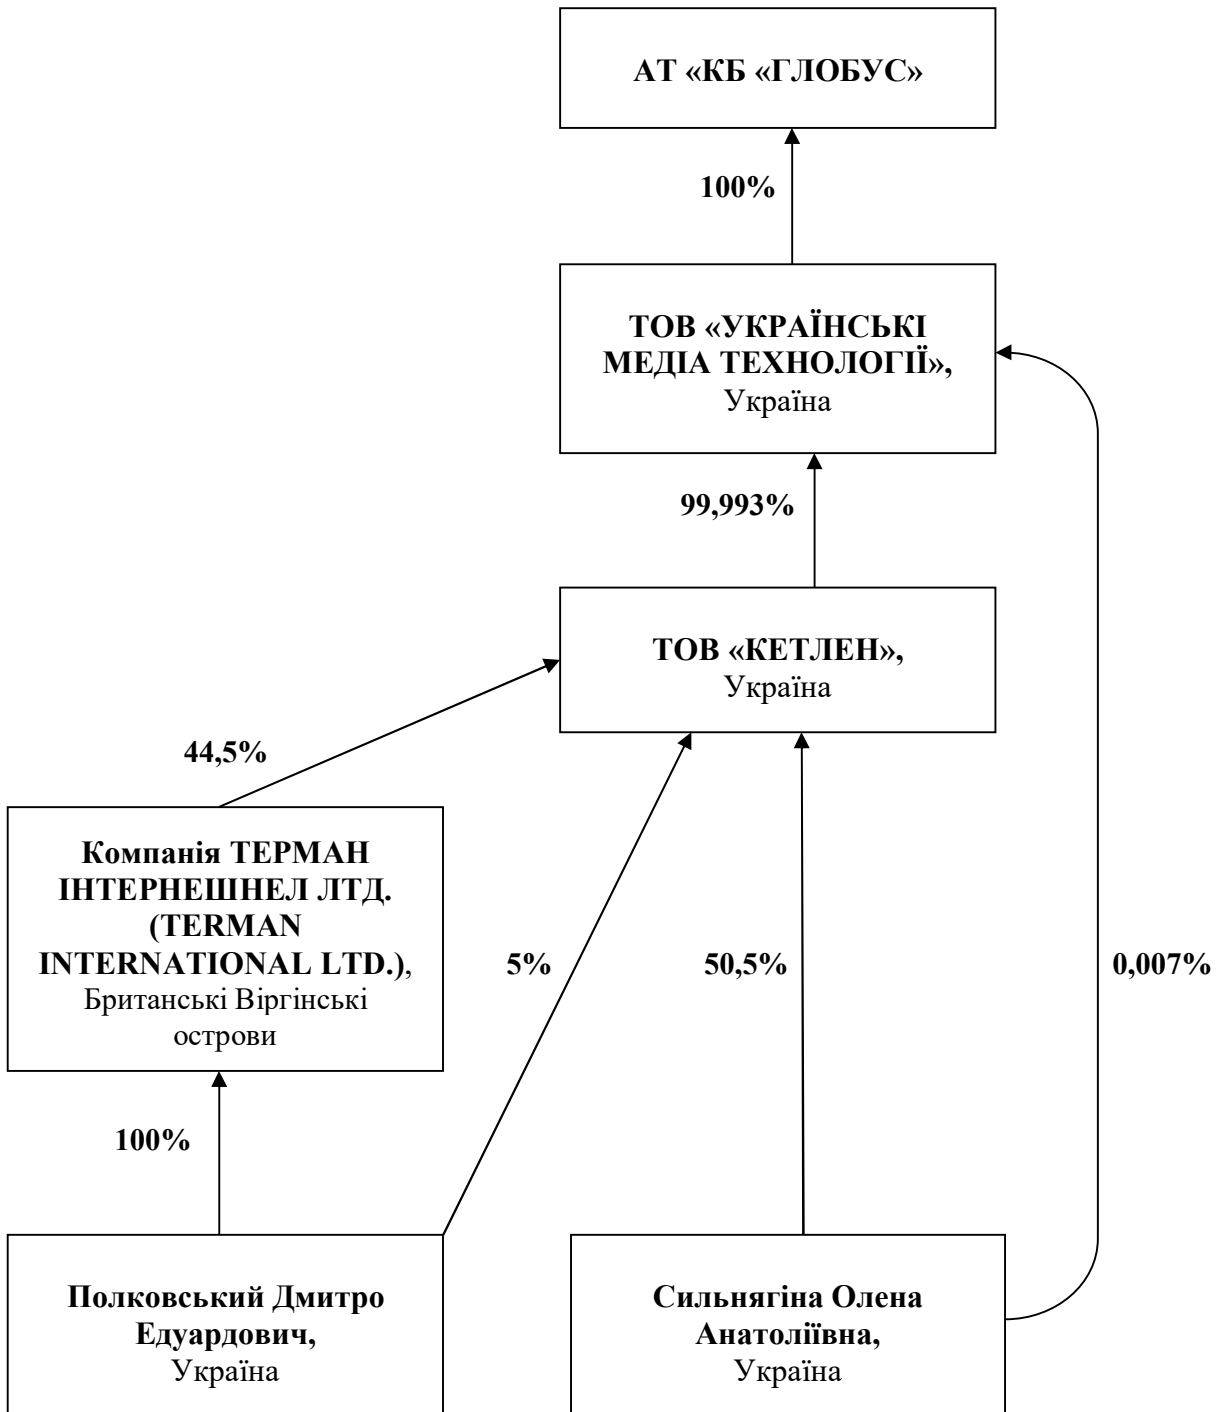 АТ «КБ «ГЛОБУС»
100%
ТОВ «УКРАЇНСЬКІ
МЕДІА ТЕХНОЛОГІЇ»,
Україна
99,993%
ТОВ «КЕТЛЕН»,
Україна
44,5%
Компанія ТЕРМАН
ІНТЕРНЕШНЕЛ ЛТД.
(TERMAN
INTERNATIONAL LTD.),
Британські Віргінські
острови
5%
50,5%
0,007%
100%
Полковський Дмитро
Едуардович,
Україна
Сильнягіна Олена
Анатоліївна,
Україна